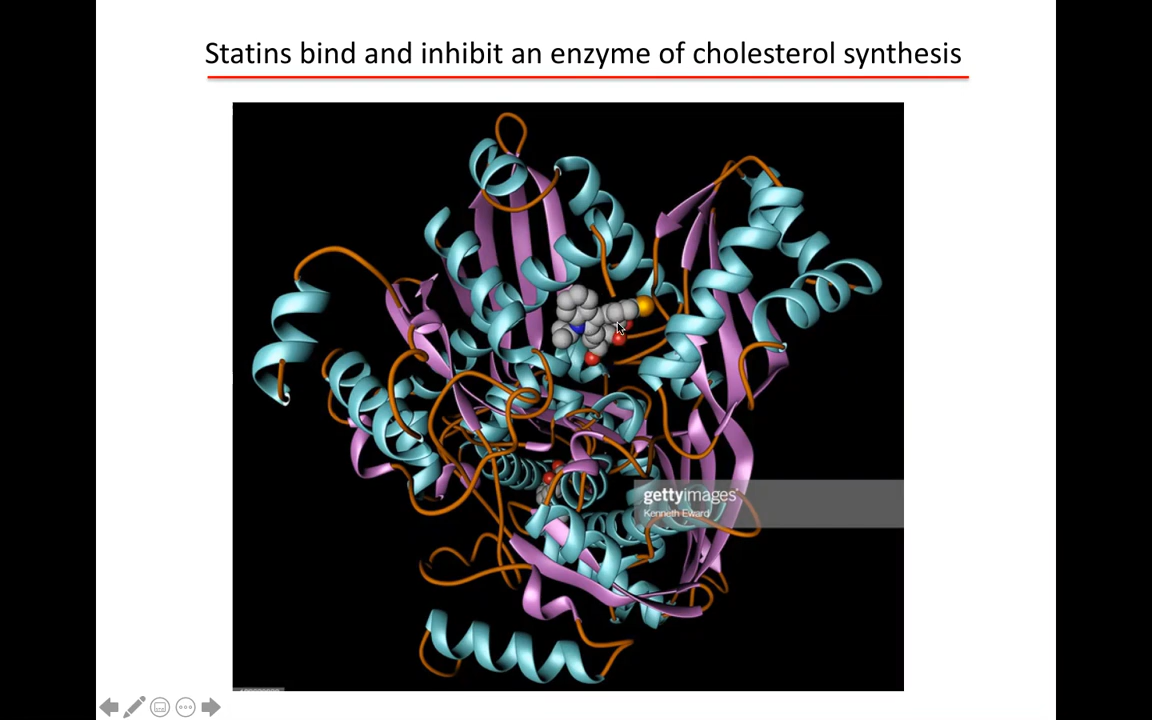 Statins bind and inhibit an enzyme of cholesterol synthesis
gettyimages®
Kenneth Eward